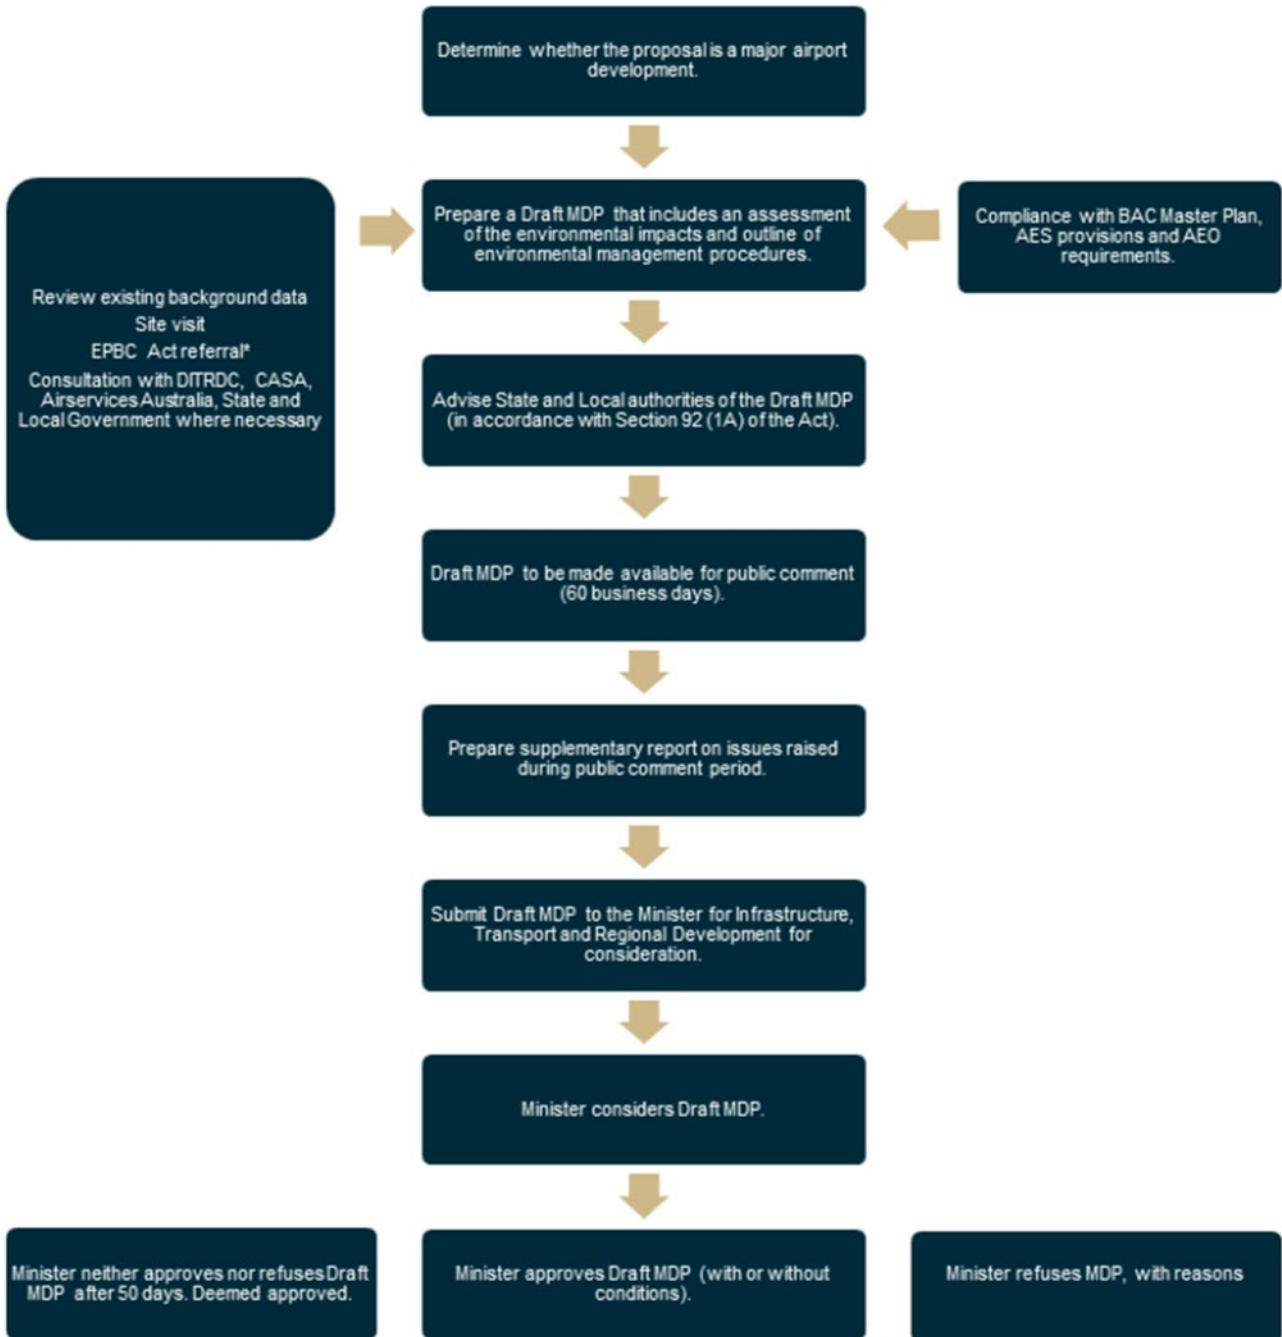 Determine whether the proposal is a major airport
development.
Prepare a Draft MDP that includes an assessment
of the environmental impacts and outline of
environmental management procedures.
Compliance with BAC Master Plan,
AES provisions and AEO
requirements.
Review existing background data
Site visit
EPBC Act referral*
Consultation with DITRDC, CASA,
Airservices Australia, State and
Local Government where necessary
Advise State and Local authorities of the Draft MDP
(in accordance with Section 92 (1A) of the Act).
Draft MDP to be made available for public comment
(60 business days).
Prepare supplementary report on issues raised
during public comment period.
Submit Draft MDP to the Minister for Infrastructure,
Transport and Regional Development for
consideration.
Minister considers Draft MDP.
Minister neither approves nor refuses Draft
MDP after 50 days. Deemed approved.
Minister approves Draft MDP (with or without
conditions).
Minister refuses MDP, with reasons